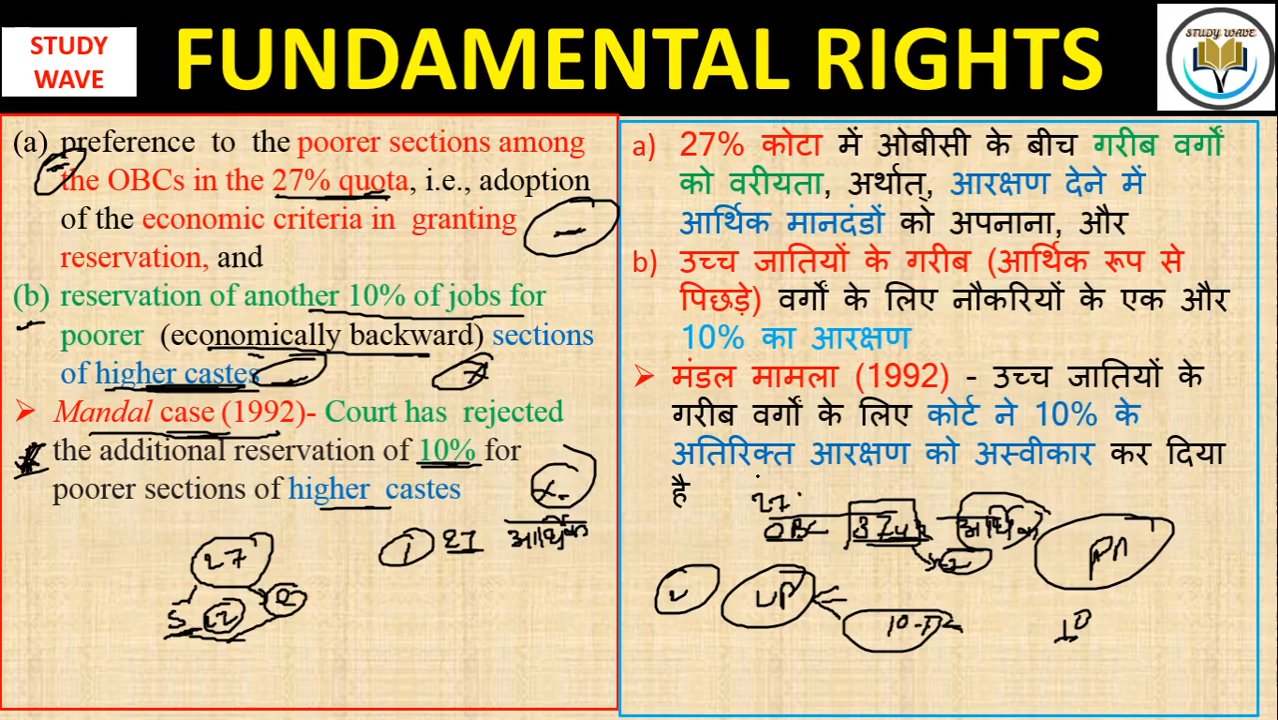 STUDY
WAVE
FUNDAMENTAL RIGHTS
STUDY WAVE
(a) preference to the poorer sections among
the OBCs in the 27% quota, i.e., adoption
of the economic criteria in granting
reservation, and
(b) reservation of another 10% of jobs for
poorer (economically backward) sections
of higher castes
➢ Mandal case (1992)- Court has rejected
the additional reservation of 10% for
poorer sections of higher castes
27
27
आर्थिक
a) 27% कोटा में ओबीसी के बीच गरीब वर्गों
को वरीयता, अर्थात्, आरक्षण देने में
आर्थिक मानदंडों को अपनाना, और
b) उच्च जातियों के गरीब (आर्थिक रूप से
पिछड़े) वर्गों के लिए नौकरियों के एक और
10% का आरक्षण
➢ मंडल मामला (1992) - उच्च जातियों के
गरीब वर्गों के लिए कोर्ट ने 10% के
अतिरिक्त आरक्षण को अस्वीकार कर दिया
है
27
OBC आर्थिक
UP
10